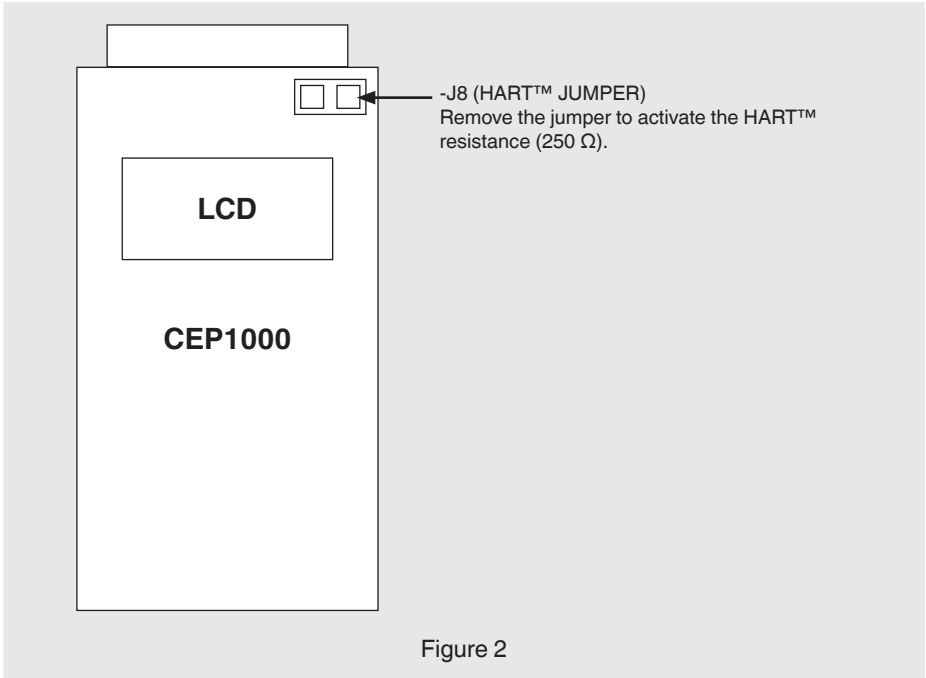 -J8 (HART™ JUMPER)
Remove the jumper to activate the HART™
resistance (250 Ω).
LCD
CEP1000
Figure 2